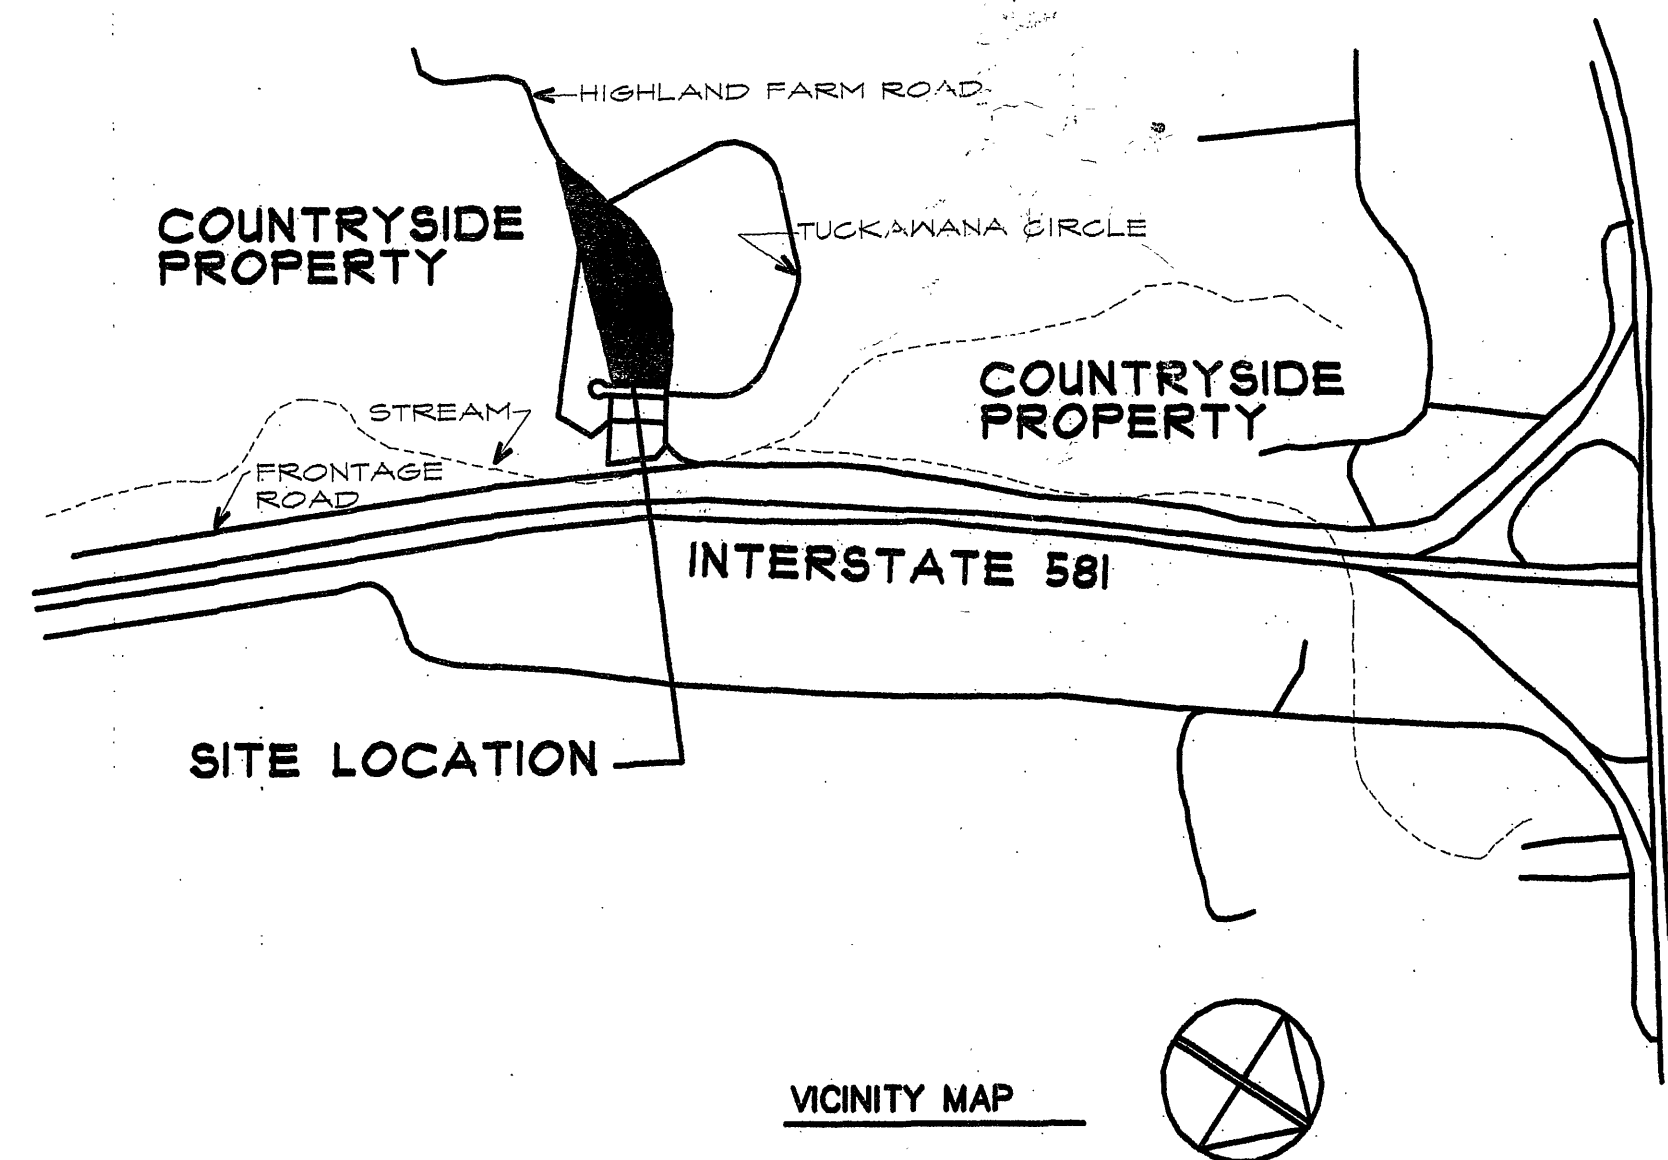 HIGHLAND FARM ROAD
COUNTRYSIDE
PROPERTY
TUCKAWANA CIRCLE
COUNTRYSIDE
PROPERTY
STREAM
FRONTAGE
ROAD
INTERSTATE 581
SITE LOCATION
VICINITY MAP